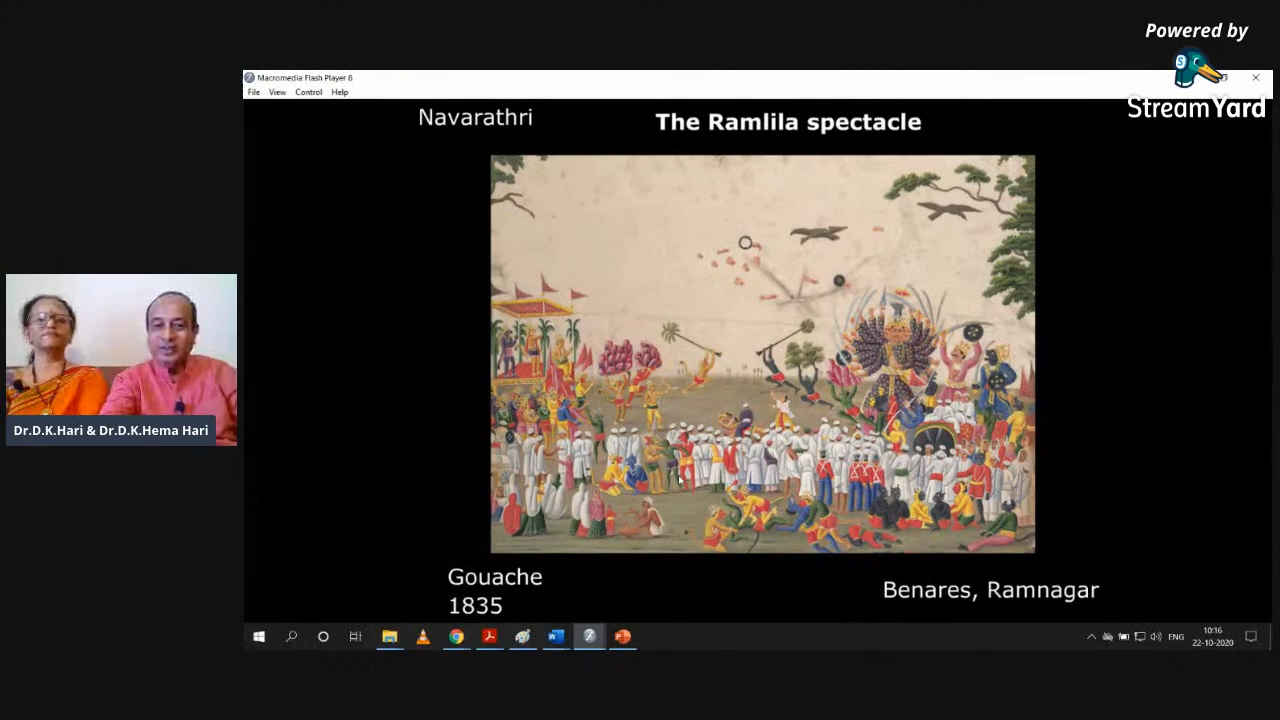 Powered by
StreamYard
Macromedia Flash Player 8
File View Control Help
Navarathri
The Ramlila spectacle
Dr.D.K.Hari & Dr.D.K.Hema Hari
Gouache
1835
Benares, Ramnagar
ENG
10:16
22-10-2020